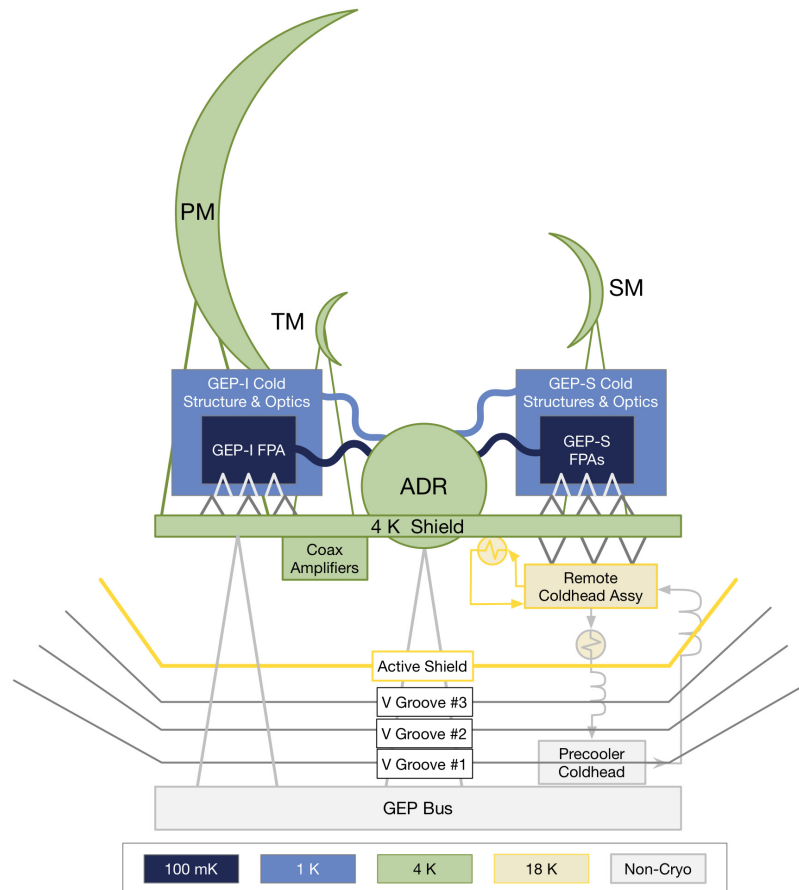 PM
TM
SM
GEP-I Cold
Structure & Optics
GEP-S Cold
Structures & Optics
GEP-I FPA
GEP-S
FPAs
ADR
4 K Shield
Coax
Amplifiers
Remote
Coldhead Assy
Active Shield
V Groove #3
V Groove #2
V Groove #1
Precooler
Coldhead
GEP Bus
100 mK
1 K
4 K
18 K
Non-Cryo